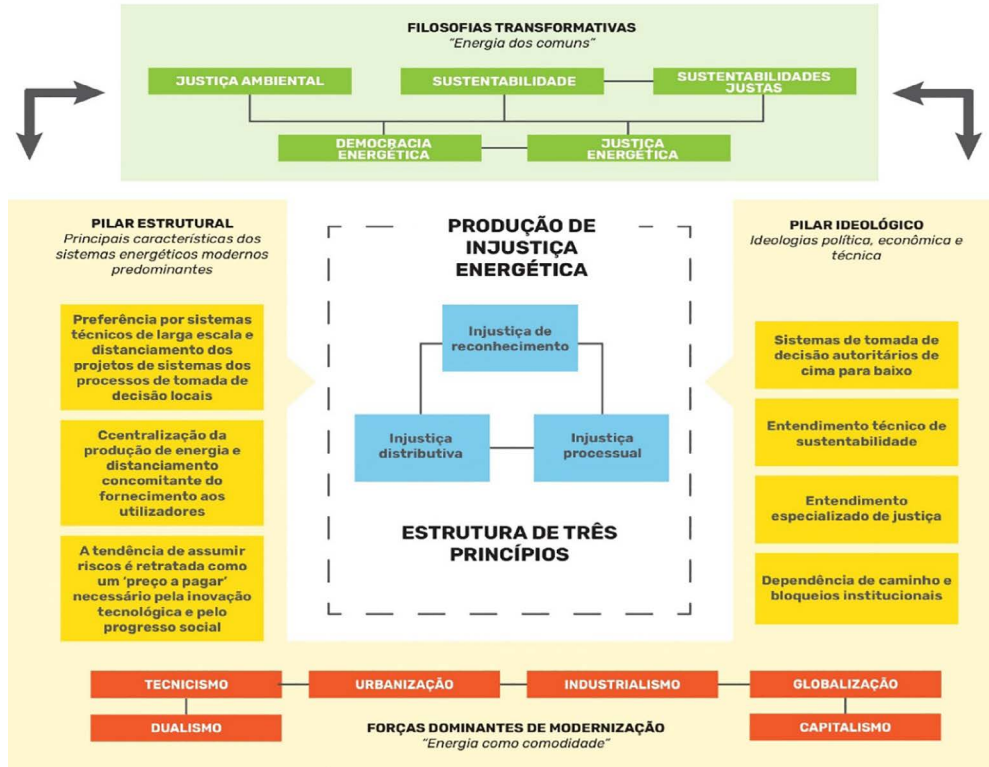 FILOSOFIAS TRANSFORMATIVAS
"Energia dos comuns"
JUSTIÇA AMBIENTAL
SUSTENTABILIDADE
SUSTENTABILIDADES
JUSTAS
DEMOCRACIA
ENERGÉTICA
JUSTIÇA
ENERGÉTICA
PILAR ESTRUTURAL
Principais características dos
sistemas energéticos modernos
predominantes
Preferência por sistemas
técnicos de larga escala e
distanciamento dos
projetos de sistemas dos
processos de tomada de
decisão locais
Ccentralização da
produção de energia e
distanciamento
concomitante do
fornecimento aos
utilizadores
A tendência de assumir
riscos é retratada como
um 'preço a pagar'
necessário pela inovação
tecnológica e pelo
progresso social
PRODUÇÃO DE
INJUSTIÇA
ENERGÉTICA
Injustiça de
reconhecimento
Injustiça
distributiva
Injustiça
processual
ESTRUTURA DE TRÊS
PRINCÍPIOS
PILAR IDEOLÓGICO
Ideologias política, econômica e
técnica
Sistemas de tomada de
decisão autoritários de
cima para baixo
Entendimento técnico de
sustentabilidade
Entendimento
especializado de justiça
Dependência de caminho e
bloqueios institucionais
TECNICISMO
URBANIZAÇÃO
INDUSTRIALISMO
GLOBALIZAÇÃO
DUALISMO
CAPITALISMO
FORÇAS DOMINANTES DE MODERNIZAÇÃO
"Energia como comodidade"